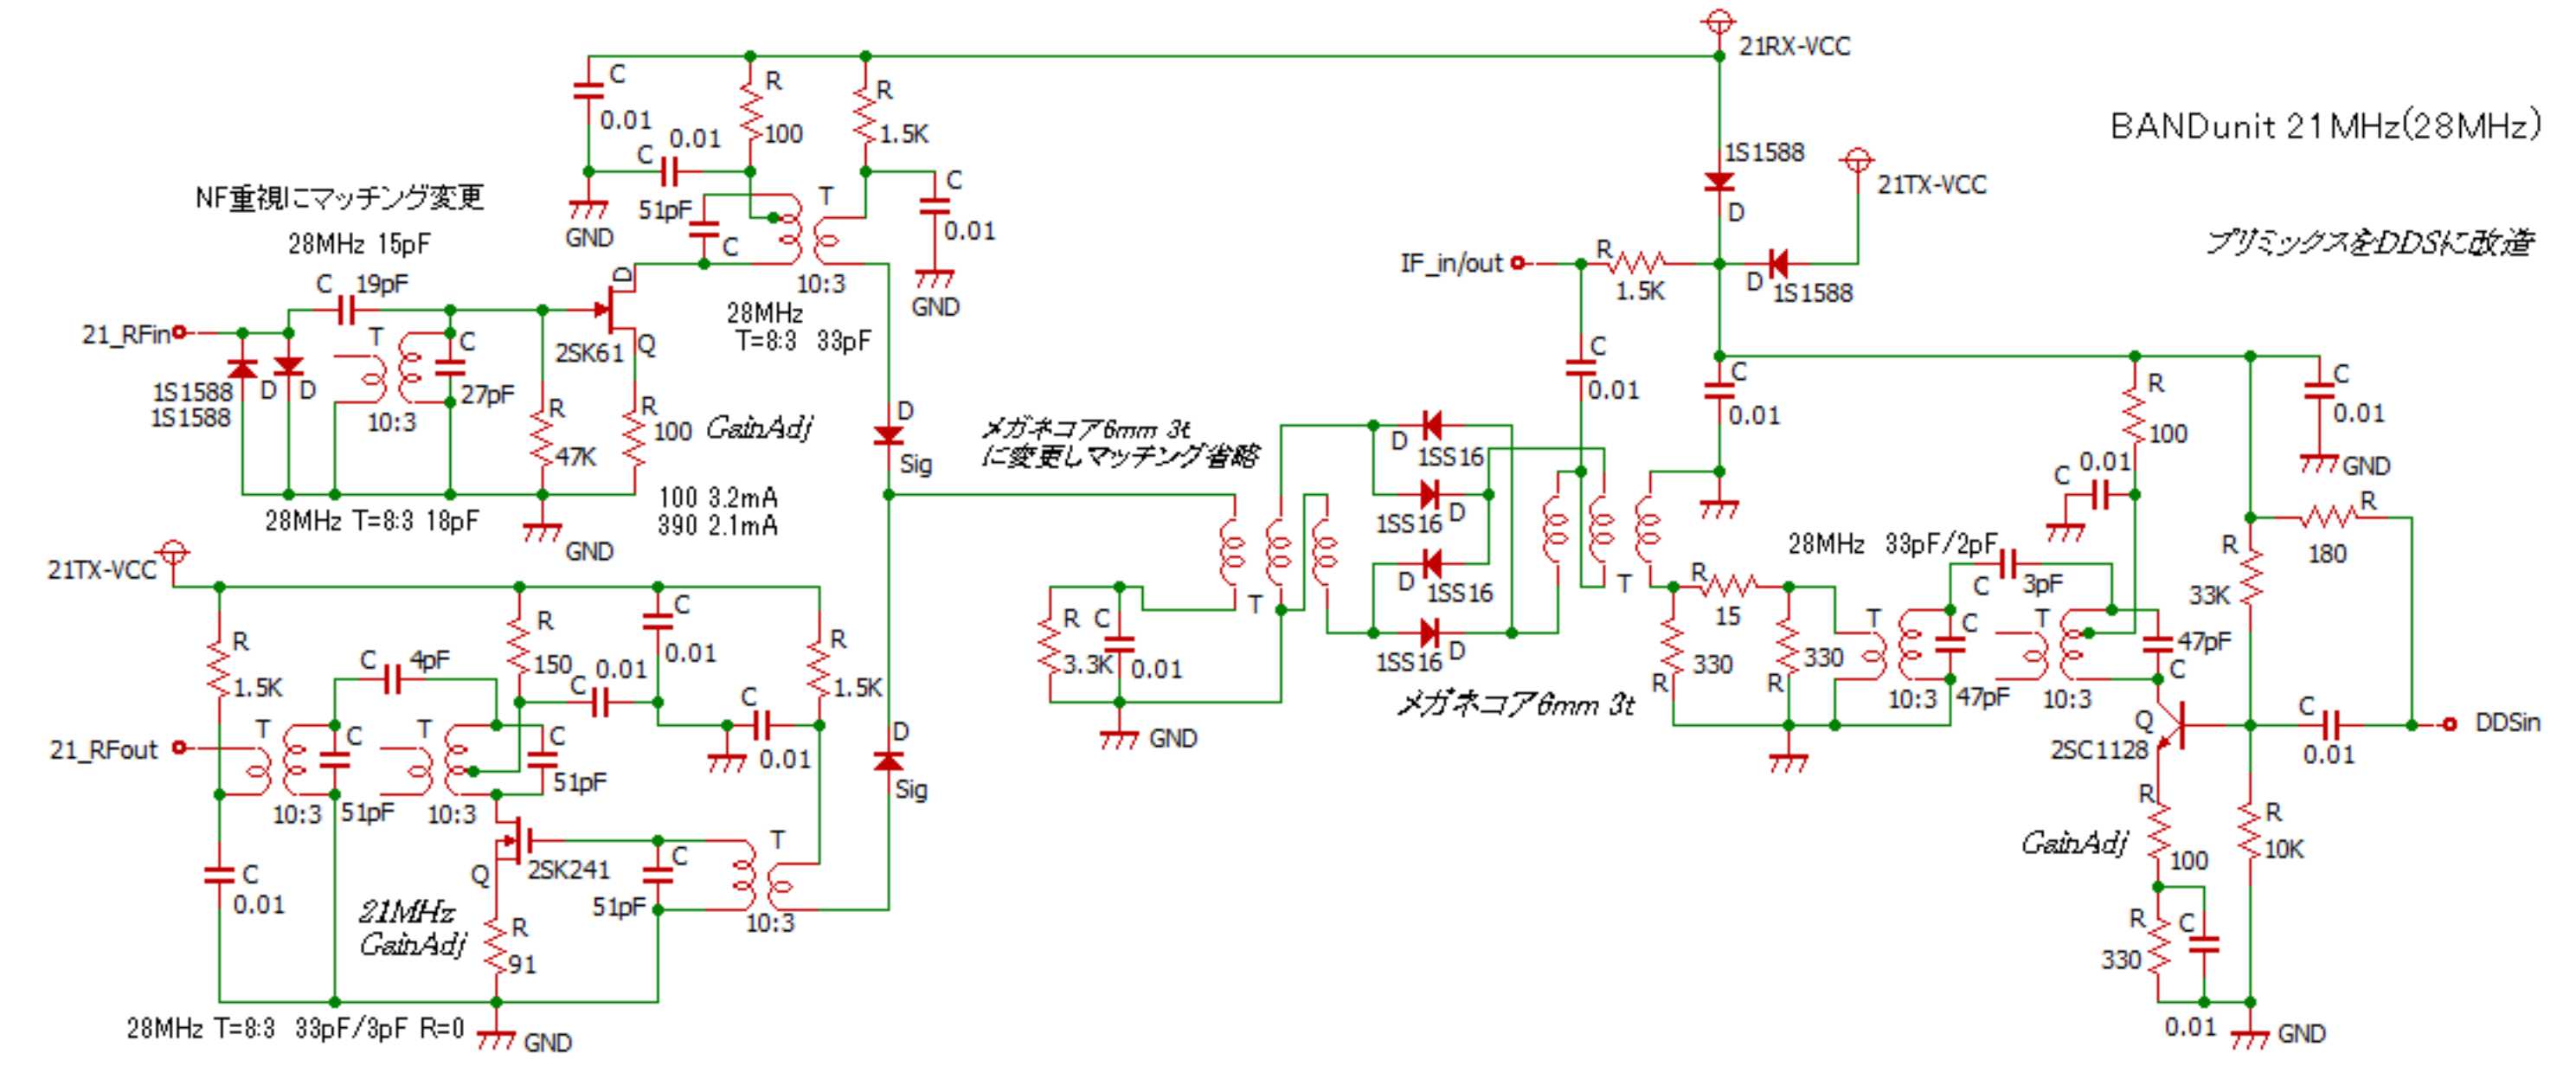 BANDunit 21MHz(28MHz)
プリミックスをDDSに改造
21RX-VCC
1S1588
D
21TX-VCC
D
1S1588
IF_in/out
R
1.5K
C
0.01
C
0.01
C
0.01
C
0.01
R
100
R
1.5K
51pF
C
T
10:3
C
0.01
GND
GND
28MHz
T=8:3 33pF
NF重視にマッチング変更
28MHz 15pF
C
19pF
21_RFin
1S1588
1S1588
D
D
T
10:3
C
27pF
28MHz T=8:3 18pF
D
2SK61
Q
R
47K
R
100
GainAdj
100 3.2mA
390 2.1mA
GND
D
Sig
メガネコア6mm 3t
に変更しマッチング省略
D
1SS16
1SS16
D
D
1SS16
1SS16
D
T
T
R
3.3K
C
0.01
GND
メガネコア6mm 3t
R
15
330
R
330
R
28MHz 33pF/2pF
C
3pF
T
10:3
C
47pF
T
10:3
47pF
C
R
100
0.01
C
C
0.01
GND
R
180
R
33K
Q
2SC1128
C
0.01
DDSin
GainAdj
R
100
R
10K
R
330
C
0.01
GND
21TX-VCC
R
1.5K
C
4pF
R
150
C
0.01
C
0.01
R
1.5K
C
0.01
21_RFout
T
10:3
C
51pF
T
10:3
C
51pF
D
Sig
C
0.01
21MHz
GainAdj
Q
2SK241
R
91
C
51pF
T
10:3
28MHz T=8:3 33pF/3pF R=0
GND